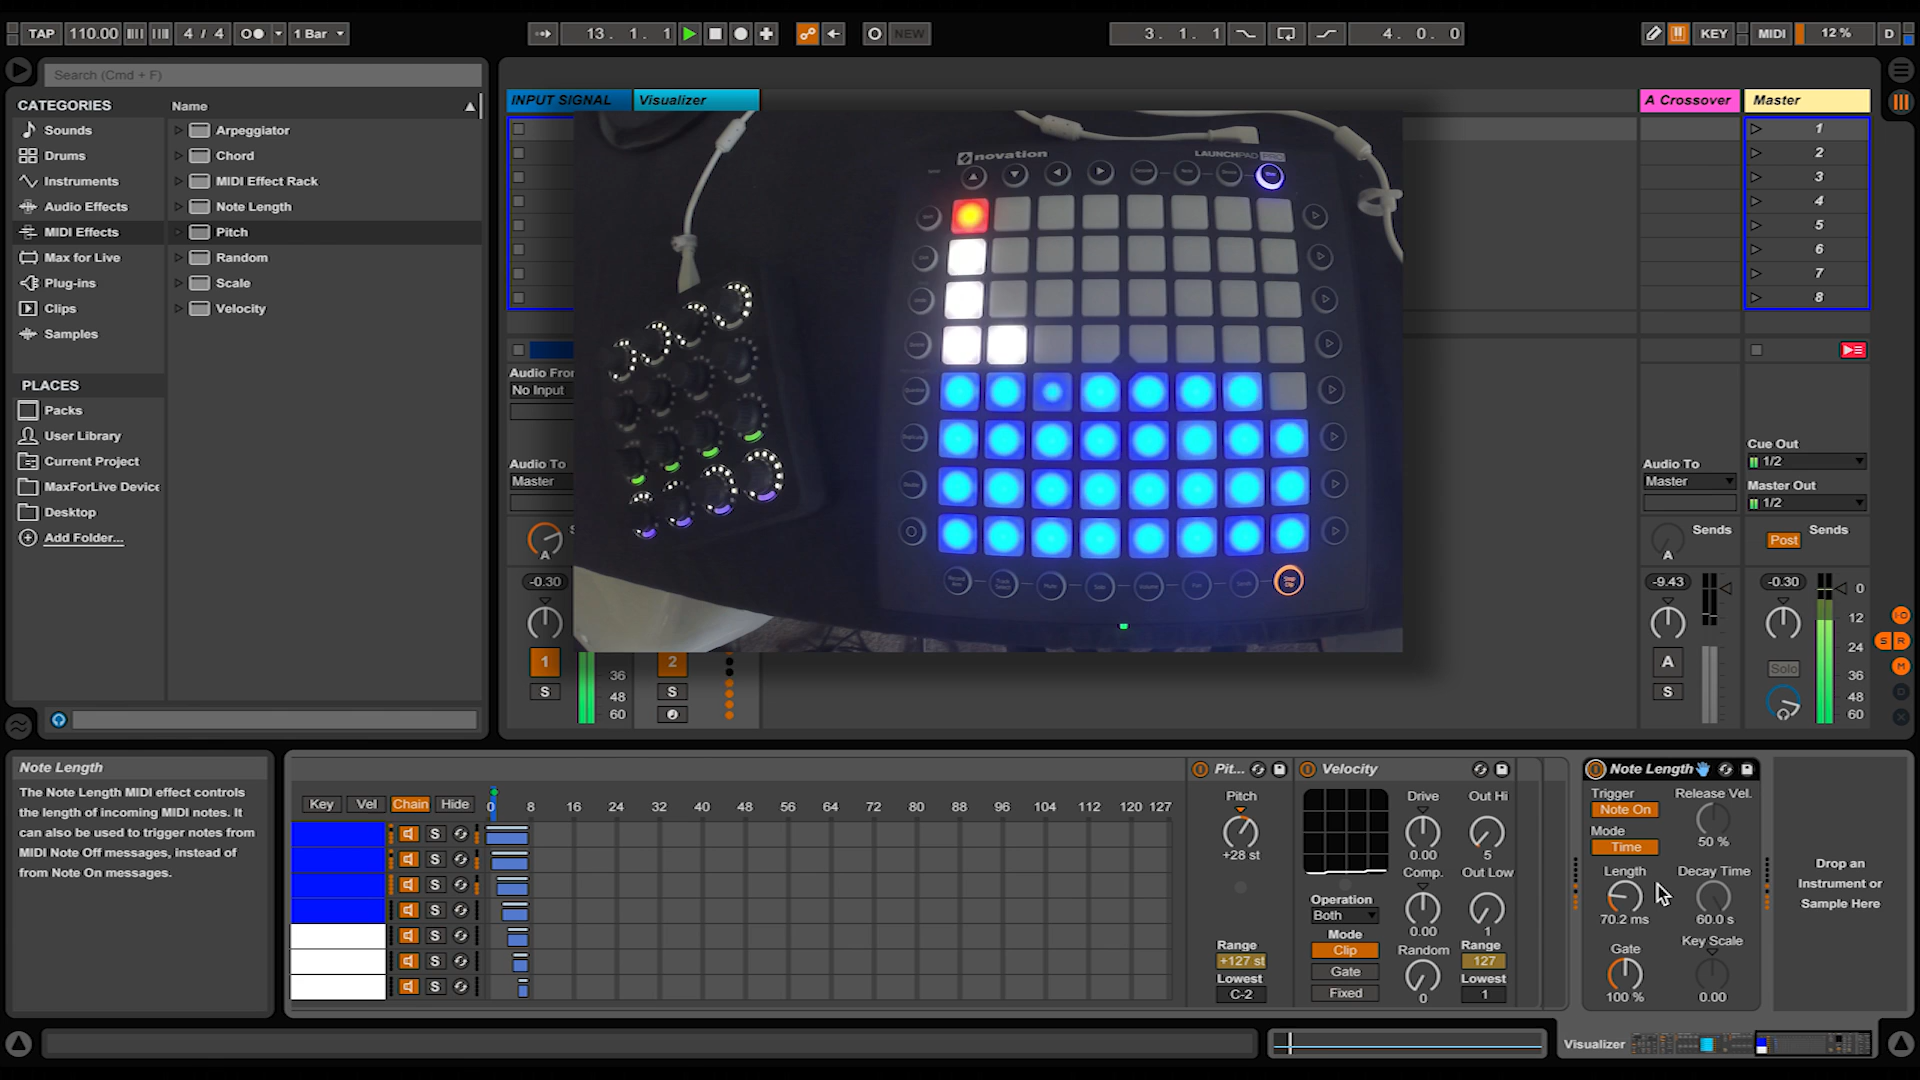 TAP 110.00 4 / 4 1 Bar 13. 1. 1 NEW 3. 1. 1 4. 0. 0 KEY MIDI 12 % D
Search (Cmd + F)
CATEGORIES
Sounds
Drums
Instruments
Audio Effects
MIDI Effects
Max for Live
Plug-ins
Clips
Samples
PLACES
Packs
User Library
Current Project
MaxForLive Device
Desktop
Add Folder...
Name
Arpeggiator
Chord
MIDI Effect Rack
Note Length
Pitch
Random
Scale
Velocity
INPUT SIGNAL Visualizer A Crossover Master
1
2
3
4
5
6
7
8
novation LAUNCHPAD PRO
Audio From
No Input
Audio To
Master
A
-0.30
1
S
36
48
60
2
S
Audio To
Master
Sends
A
-9.43
A
S
Cue Out
1/2
Master Out
1/2
Post Sends
-0.30
Solo
0
12
24
36
48
60
I·O
S R
M
D
X
Note Length
The Note Length MIDI effect controls
the length of incoming MIDI notes. It
can also be used to trigger notes from
MIDI Note Off messages, instead of
from Note On messages.
Key Vel Chain Hide 0 8 16 24 32 40 48 56 64 72 80 88 96 104 112 120 127
S
S
S
S
S
S
S
Pit...
Pitch
+28 st
Range
+127 st
Lowest
C-2
Velocity
Drive Out Hi
0.00 5
Comp. Out Low
0.00 1
Operation
Both
Mode
Clip
Gate
Fixed
Random
0
Range
127
Lowest
1
Note Length
Trigger Release Vel.
Note On
50 %
Mode
Time
Length Decay Time
70.2 ms 60.0 s
Gate Key Scale
100 % 0.00
Drop an
Instrument or
Sample Here
Visualizer